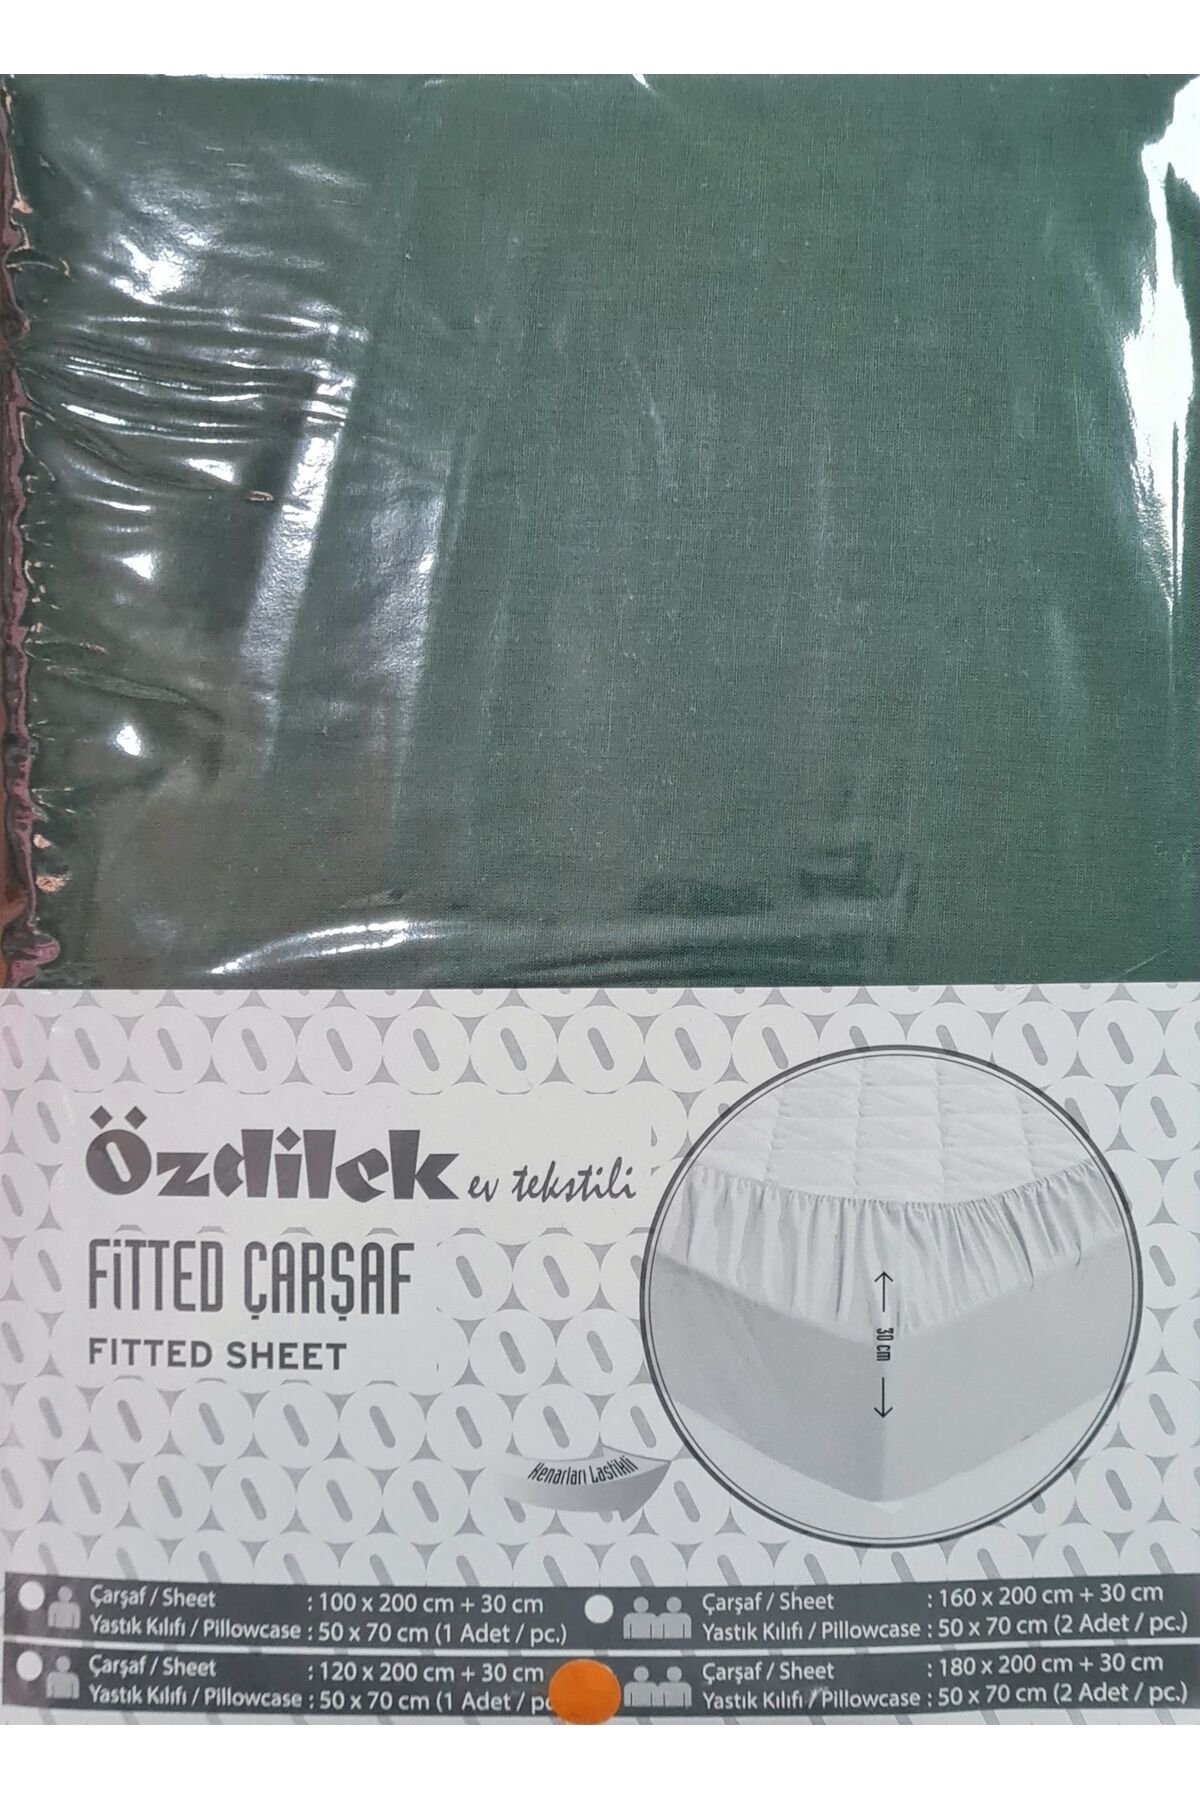 Özdilek ev tekstili
FİTTED ÇARŞAF
FITTED SHEET
30 cm
Kenarları Lastikli
Çarşaf / Sheet : 100 x 200 cm + 30 cm
Yastık Kılıfı / Pillowcase : 50 x 70 cm (1 Adet / pc.)
Çarşaf / Sheet : 120 x 200 cm + 30 cm
Yastık Kılıfı / Pillowcase : 50 x 70 cm (1 Adet / pc
Çarşaf / Sheet : 160 x 200 cm + 30 cm
Yastık Kılıfı / Pillowcase : 50 x 70 cm (2 Adet / pc.)
Çarşaf / Sheet : 180 x 200 cm + 30 cm
Yastık Kılıfı / Pillowcase : 50 x 70 cm (2 Adet / pc.)